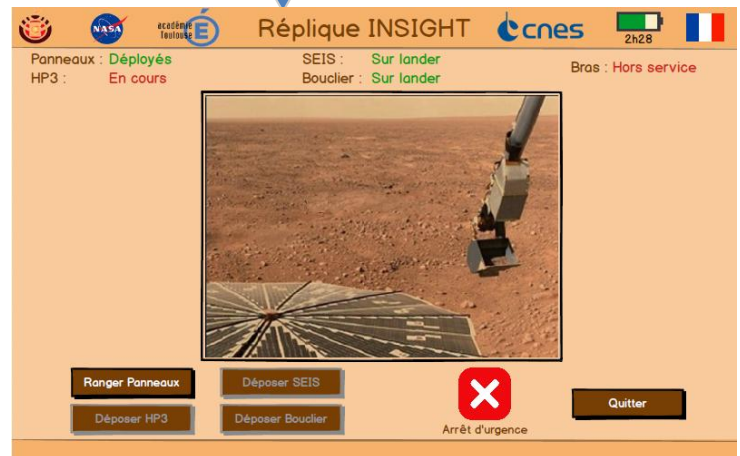 NASA
académie
Toulouse É
Réplique INSIGHT
cnes
2h28
Panneaux : Déployés
HP3 : En cours
SEIS : Sur lander
Bouclier : Sur lander
Bras : Hors service
Ranger Panneaux
Déposer SEIS
Déposer HP3
Déposer Bouclier
Arrêt d'urgence
Quitter